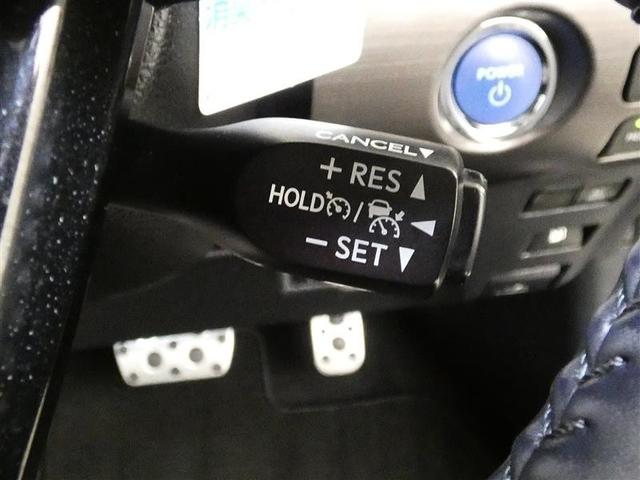 POWER
CANCEL▼
+ RES ▲
HOLD / ◀
− SET ▼